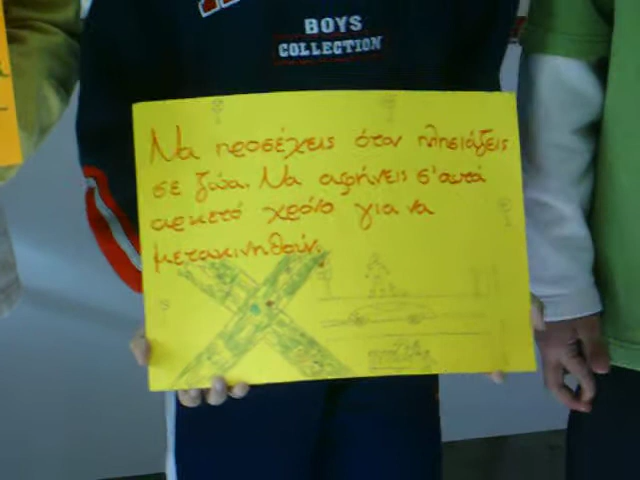 BOYS
COLLECTION
Να προσέχεις όταν πλησιάζεις
σε ζώα. Να αφήνεις σ'αυτά
αρκετό χρόνο για να
μετακινηθούν.